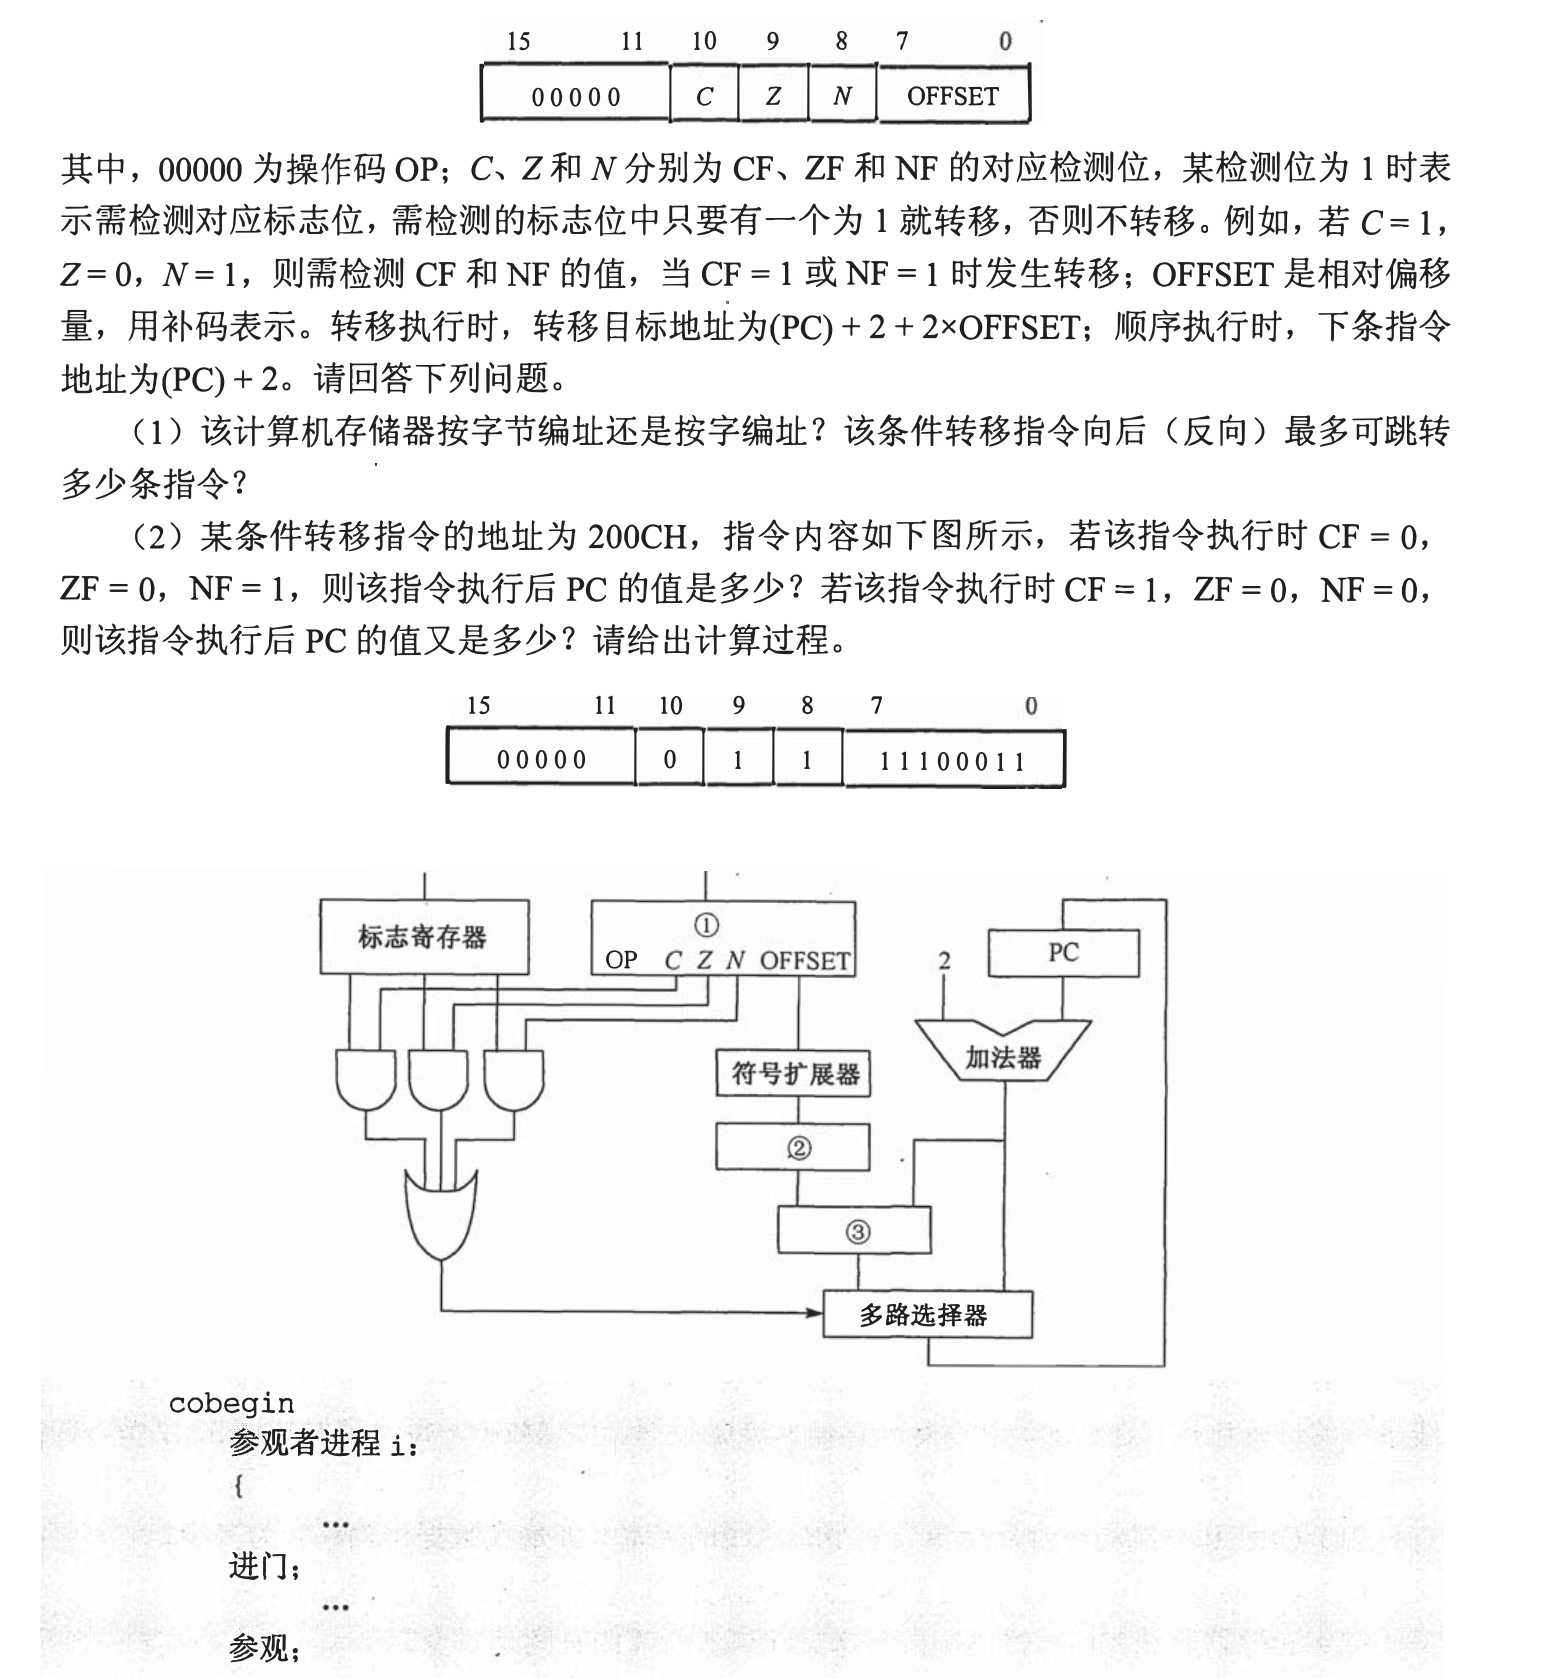 15 11 10 9 8 7 0
00000 C Z N OFFSET
其中，00000 为操作码 OP；C、Z 和 N 分别为 CF、ZF 和 NF 的对应检测位，某检测位为 1 时表
示需检测对应标志位，需检测的标志位中只要有一个为 1 就转移，否则不转移。例如，若 C = 1，
Z = 0，N = 1，则需检测 CF 和 NF 的值，当 CF = 1 或 NF = 1 时发生转移；OFFSET 是相对偏移
量，用补码表示。转移执行时，转移目标地址为(PC) + 2 + 2×OFFSET；顺序执行时，下条指令
地址为(PC) + 2。请回答下列问题。
（1）该计算机存储器按字节编址还是按字编址？该条件转移指令向后（反向）最多可跳转
多少条指令？
（2）某条件转移指令的地址为 200CH，指令内容如下图所示，若该指令执行时 CF = 0，
ZF = 0，NF = 1，则该指令执行后 PC 的值是多少？若该指令执行时 CF = 1，ZF = 0，NF = 0，
则该指令执行后 PC 的值又是多少？请给出计算过程。
15 11 10 9 8 7 0
00000 0 1 1 11100011
标志寄存器
①
OP C Z N OFFSET
2
PC
符号扩展器
加法器
②
③
多路选择器
cobegin
参观者进程 i：
{
…
进门；
…
参观；